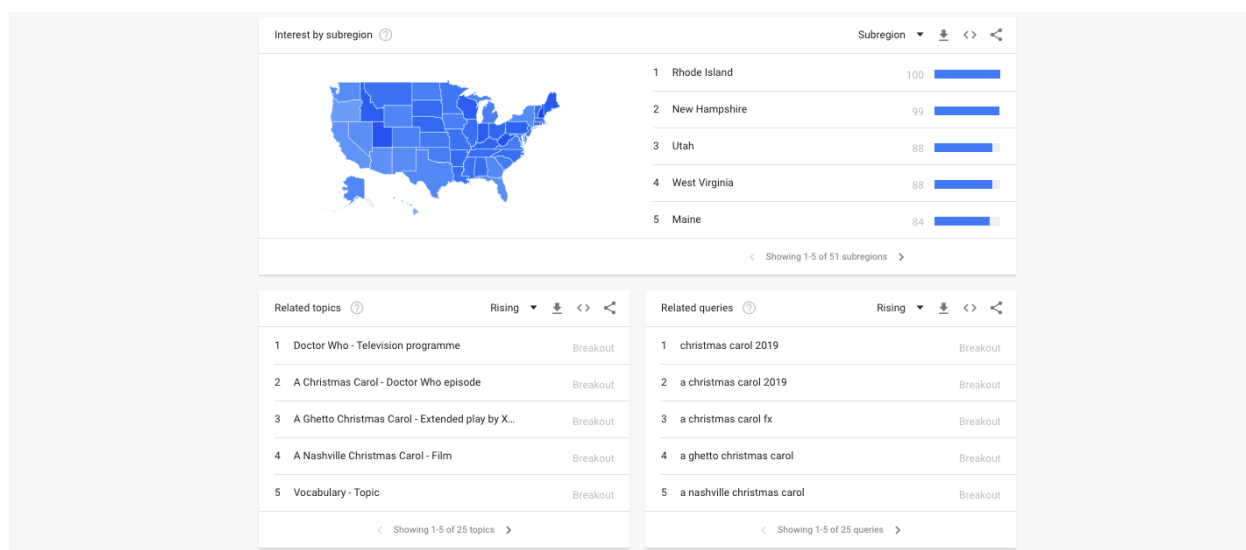 Interest by subregion
Subregion
1 Rhode Island 100
2 New Hampshire 99
3 Utah 88
4 West Virginia 88
5 Maine 84
Showing 1-5 of 51 subregions
Related topics
Rising
1 Doctor Who - Television programme Breakout
2 A Christmas Carol - Doctor Who episode Breakout
3 A Ghetto Christmas Carol - Extended play by X... Breakout
4 A Nashville Christmas Carol - Film Breakout
5 Vocabulary - Topic Breakout
Showing 1-5 of 25 topics
Related queries
Rising
1 christmas carol 2019 Breakout
2 a christmas carol 2019 Breakout
3 a christmas carol fx Breakout
4 a ghetto christmas carol Breakout
5 a nashville christmas carol Breakout
Showing 1-5 of 25 queries